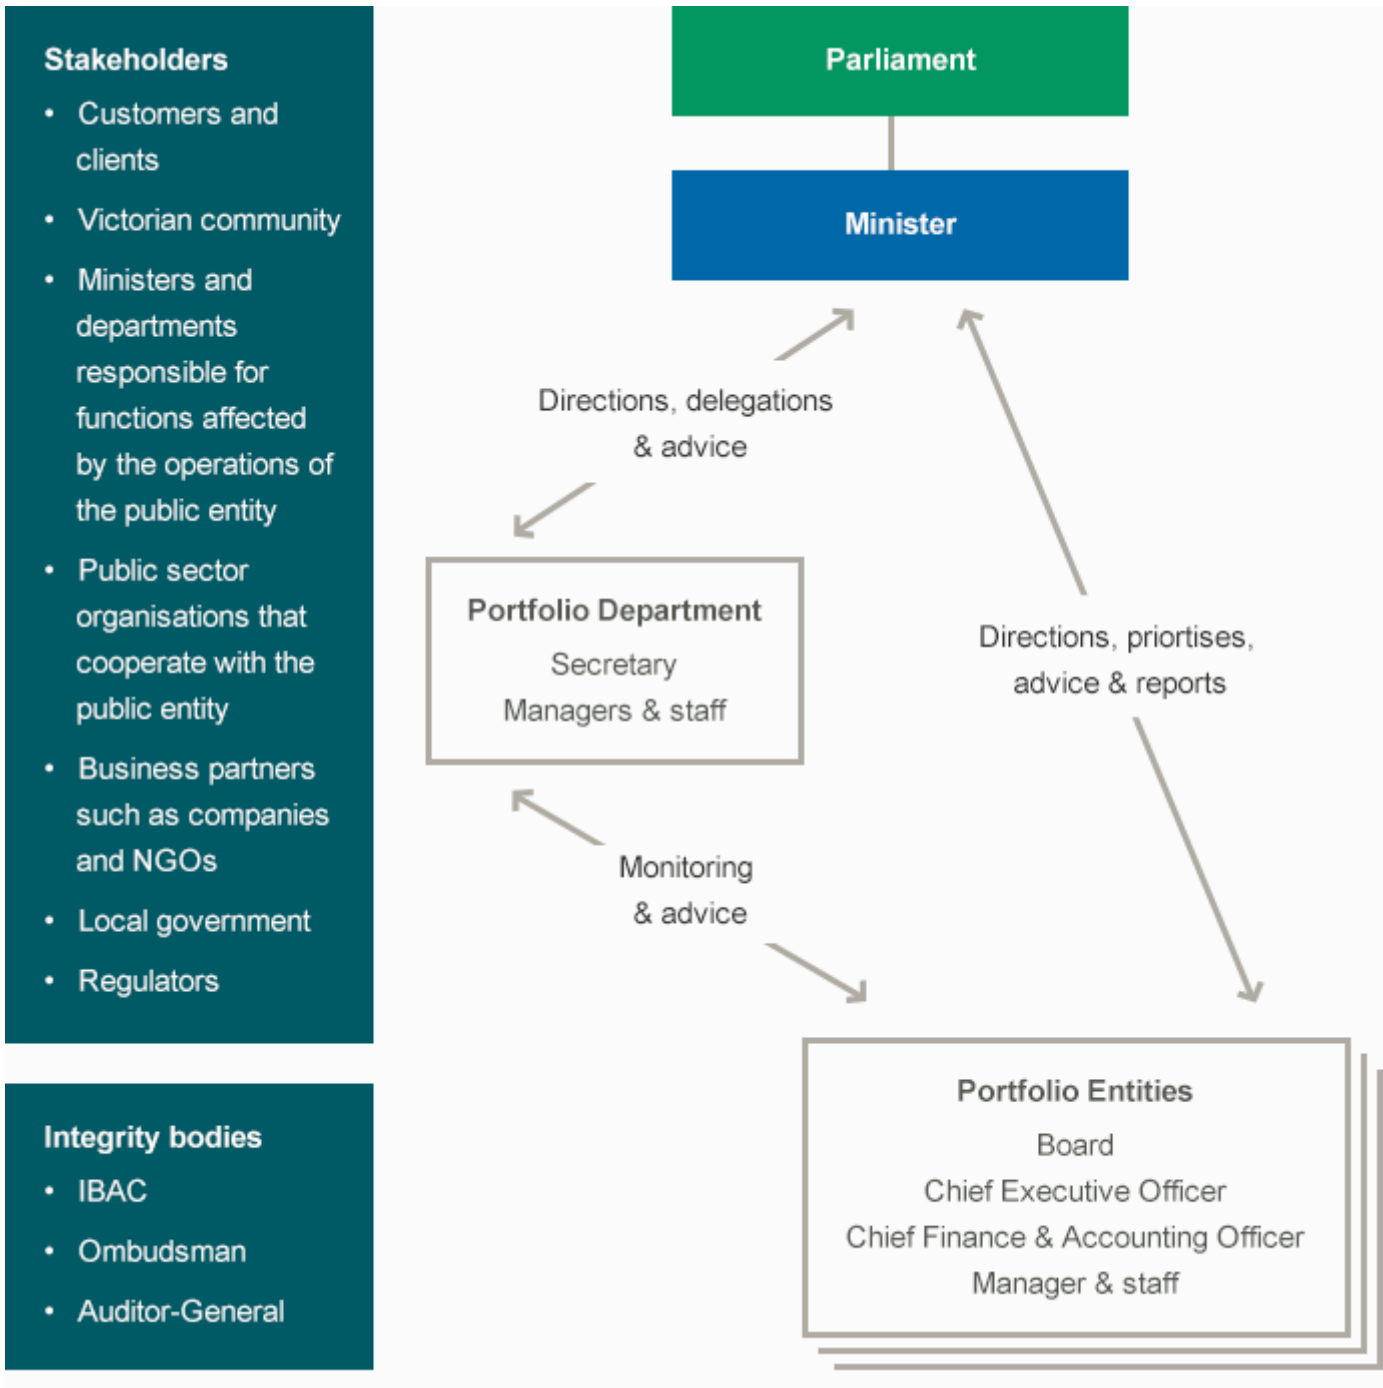 Stakeholders
• Customers and
clients
• Victorian community
• Ministers and
departments
responsible for
functions affected
by the operations of
the public entity
• Public sector
organisations that
cooperate with the
public entity
• Business partners
such as companies
and NGOs
• Local government
• Regulators
Integrity bodies
• IBAC
• Ombudsman
• Auditor-General
Parliament
Minister
Directions, delegations
& advice
Portfolio Department
Secretary
Managers & staff
Directions, priortises,
advice & reports
Monitoring
& advice
Portfolio Entities
Board
Chief Executive Officer
Chief Finance & Accounting Officer
Manager & staff